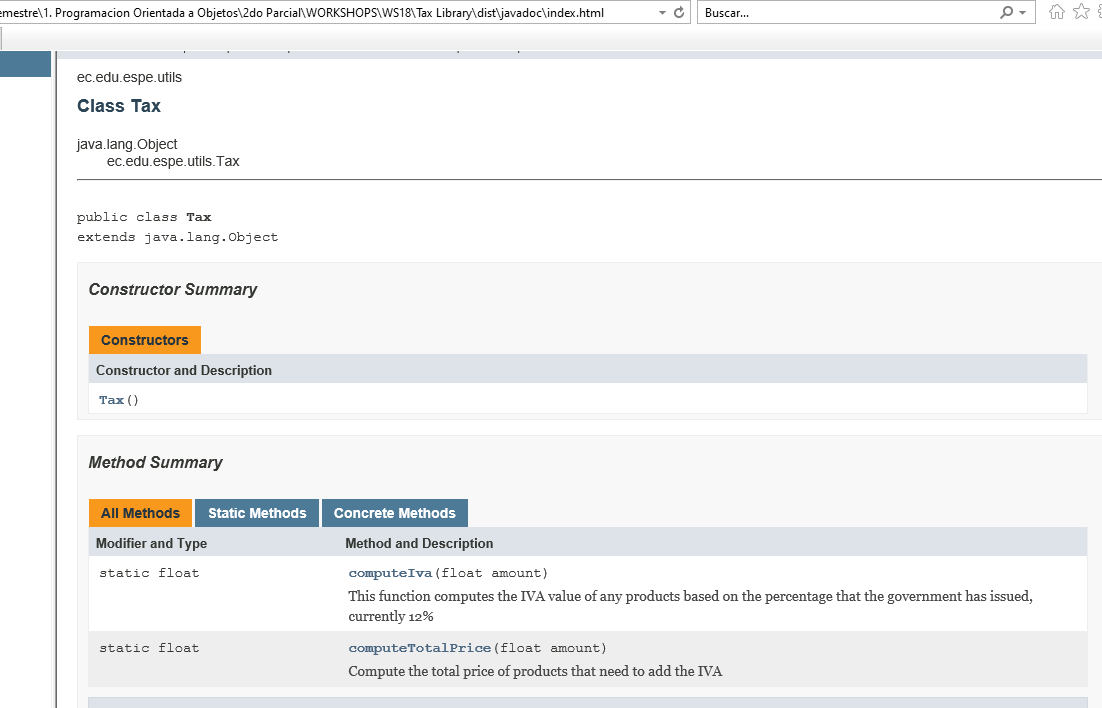 emestre\1. Programacion Orientada a Objetos\2do Parcial\WORKSHOPS\WS18\Tax Library\dist\javadoc\index.html
Buscar...
ec.edu.espe.utils
Class Tax
java.lang.Object
ec.edu.espe.utils.Tax
public class Tax
extends java.lang.Object
Constructor Summary
Constructors
Constructor and Description
Tax()
Method Summary
All Methods Static Methods Concrete Methods
Modifier and Type Method and Description
static float computeIva(float amount)
This function computes the IVA value of any products based on the percentage that the government has issued,
currently 12%
static float computeTotalPrice(float amount)
Compute the total price of products that need to add the IVA